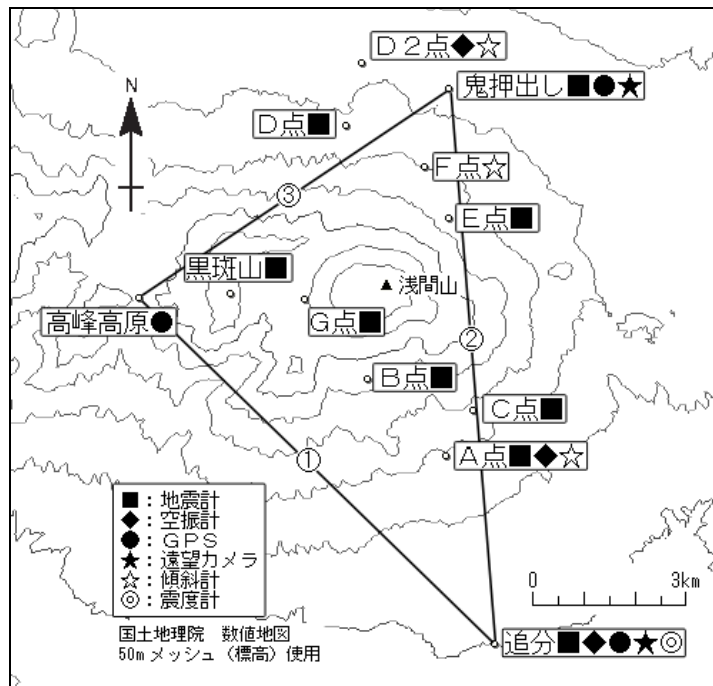 D2点◆☆
N
鬼押出し■●★
D点■
F点☆
③
E点■
黒斑山■
▲浅間山
高峰高原●
G点■
②
B点■
C点■
①
A点■◆☆
■：地震計
◆：空振計
●：GPS
★：遠望カメラ
☆：傾斜計
◎：震度計
0 3km
国土地理院 数値地図
50mメッシュ（標高）使用
追分■◆●★◎